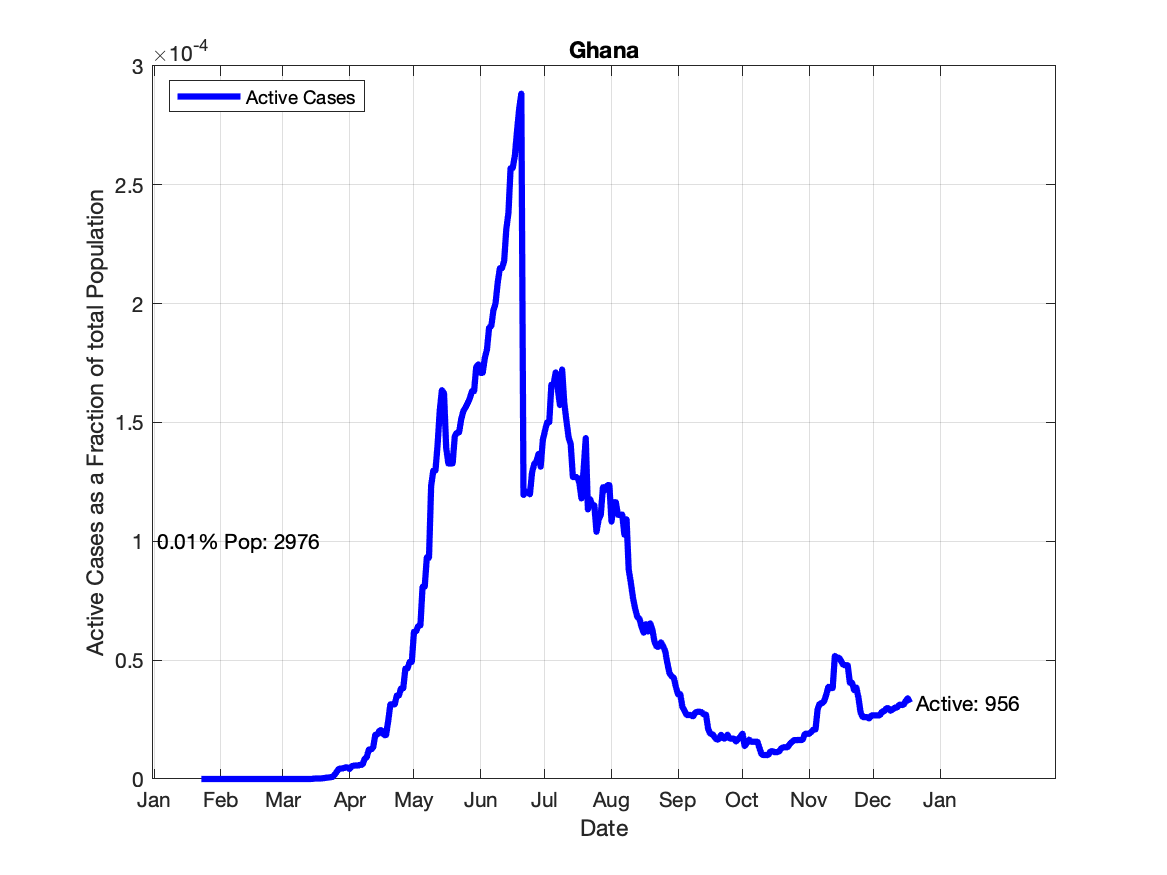 Ghana
×10-4
3
2.5
2
1.5
1
0.5
0
Active Cases as a Fraction of total Population
Active Cases
0.01% Pop: 2976
Active: 956
Jan Feb Mar Apr May Jun Jul Aug Sep Oct Nov Dec Jan
Date